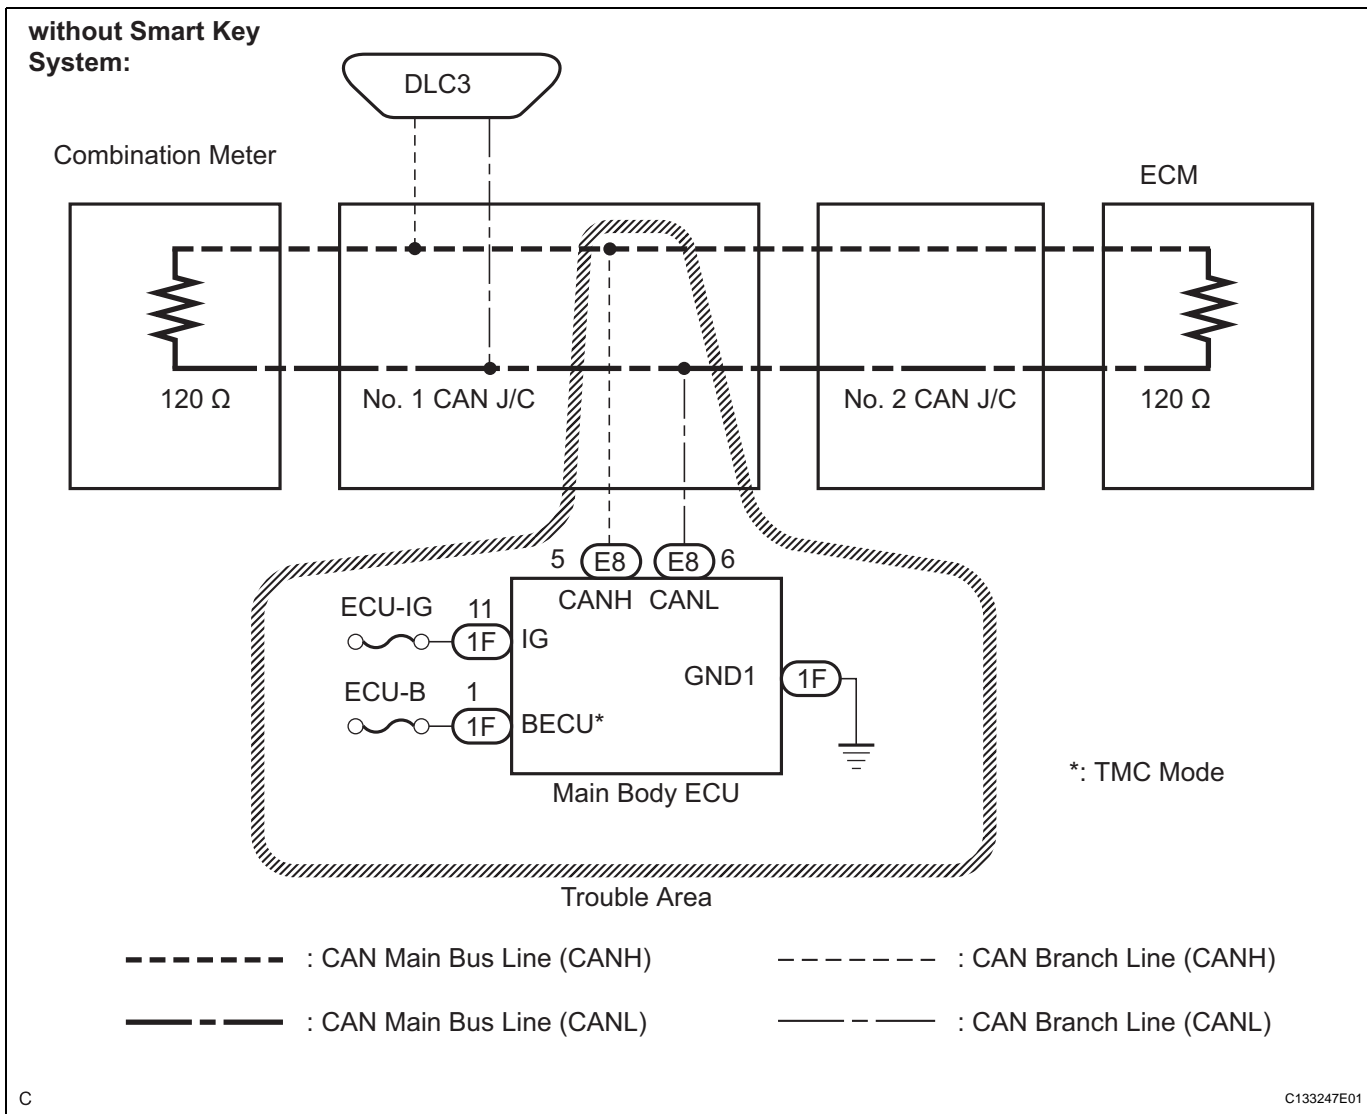 without Smart Key
System:
DLC3
Combination Meter
ECM
120 Ω
No. 1 CAN J/C
No. 2 CAN J/C
120 Ω
5
E8
E8
6
CANH
CANL
ECU-IG
11
1F
IG
ECU-B
1
1F
BECU*
GND1
1F
Main Body ECU
*: TMC Mode
Trouble Area
: CAN Main Bus Line (CANH)
: CAN Branch Line (CANH)
: CAN Main Bus Line (CANL)
: CAN Branch Line (CANL)
C
C133247E01